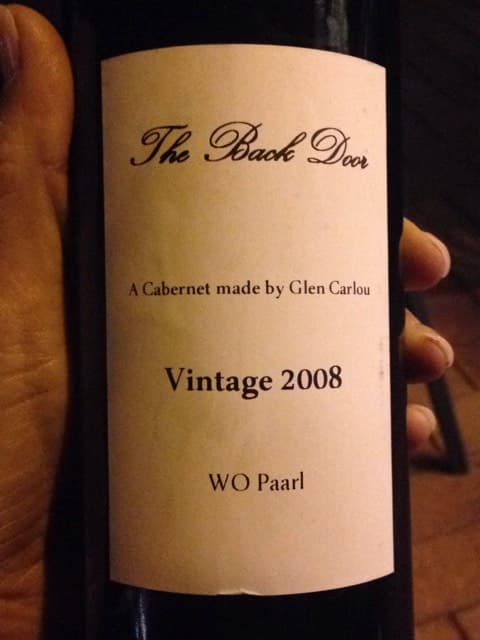 The Back Door
A Cabernet made by Glen Carlou
Vintage 2008
WO Paarl